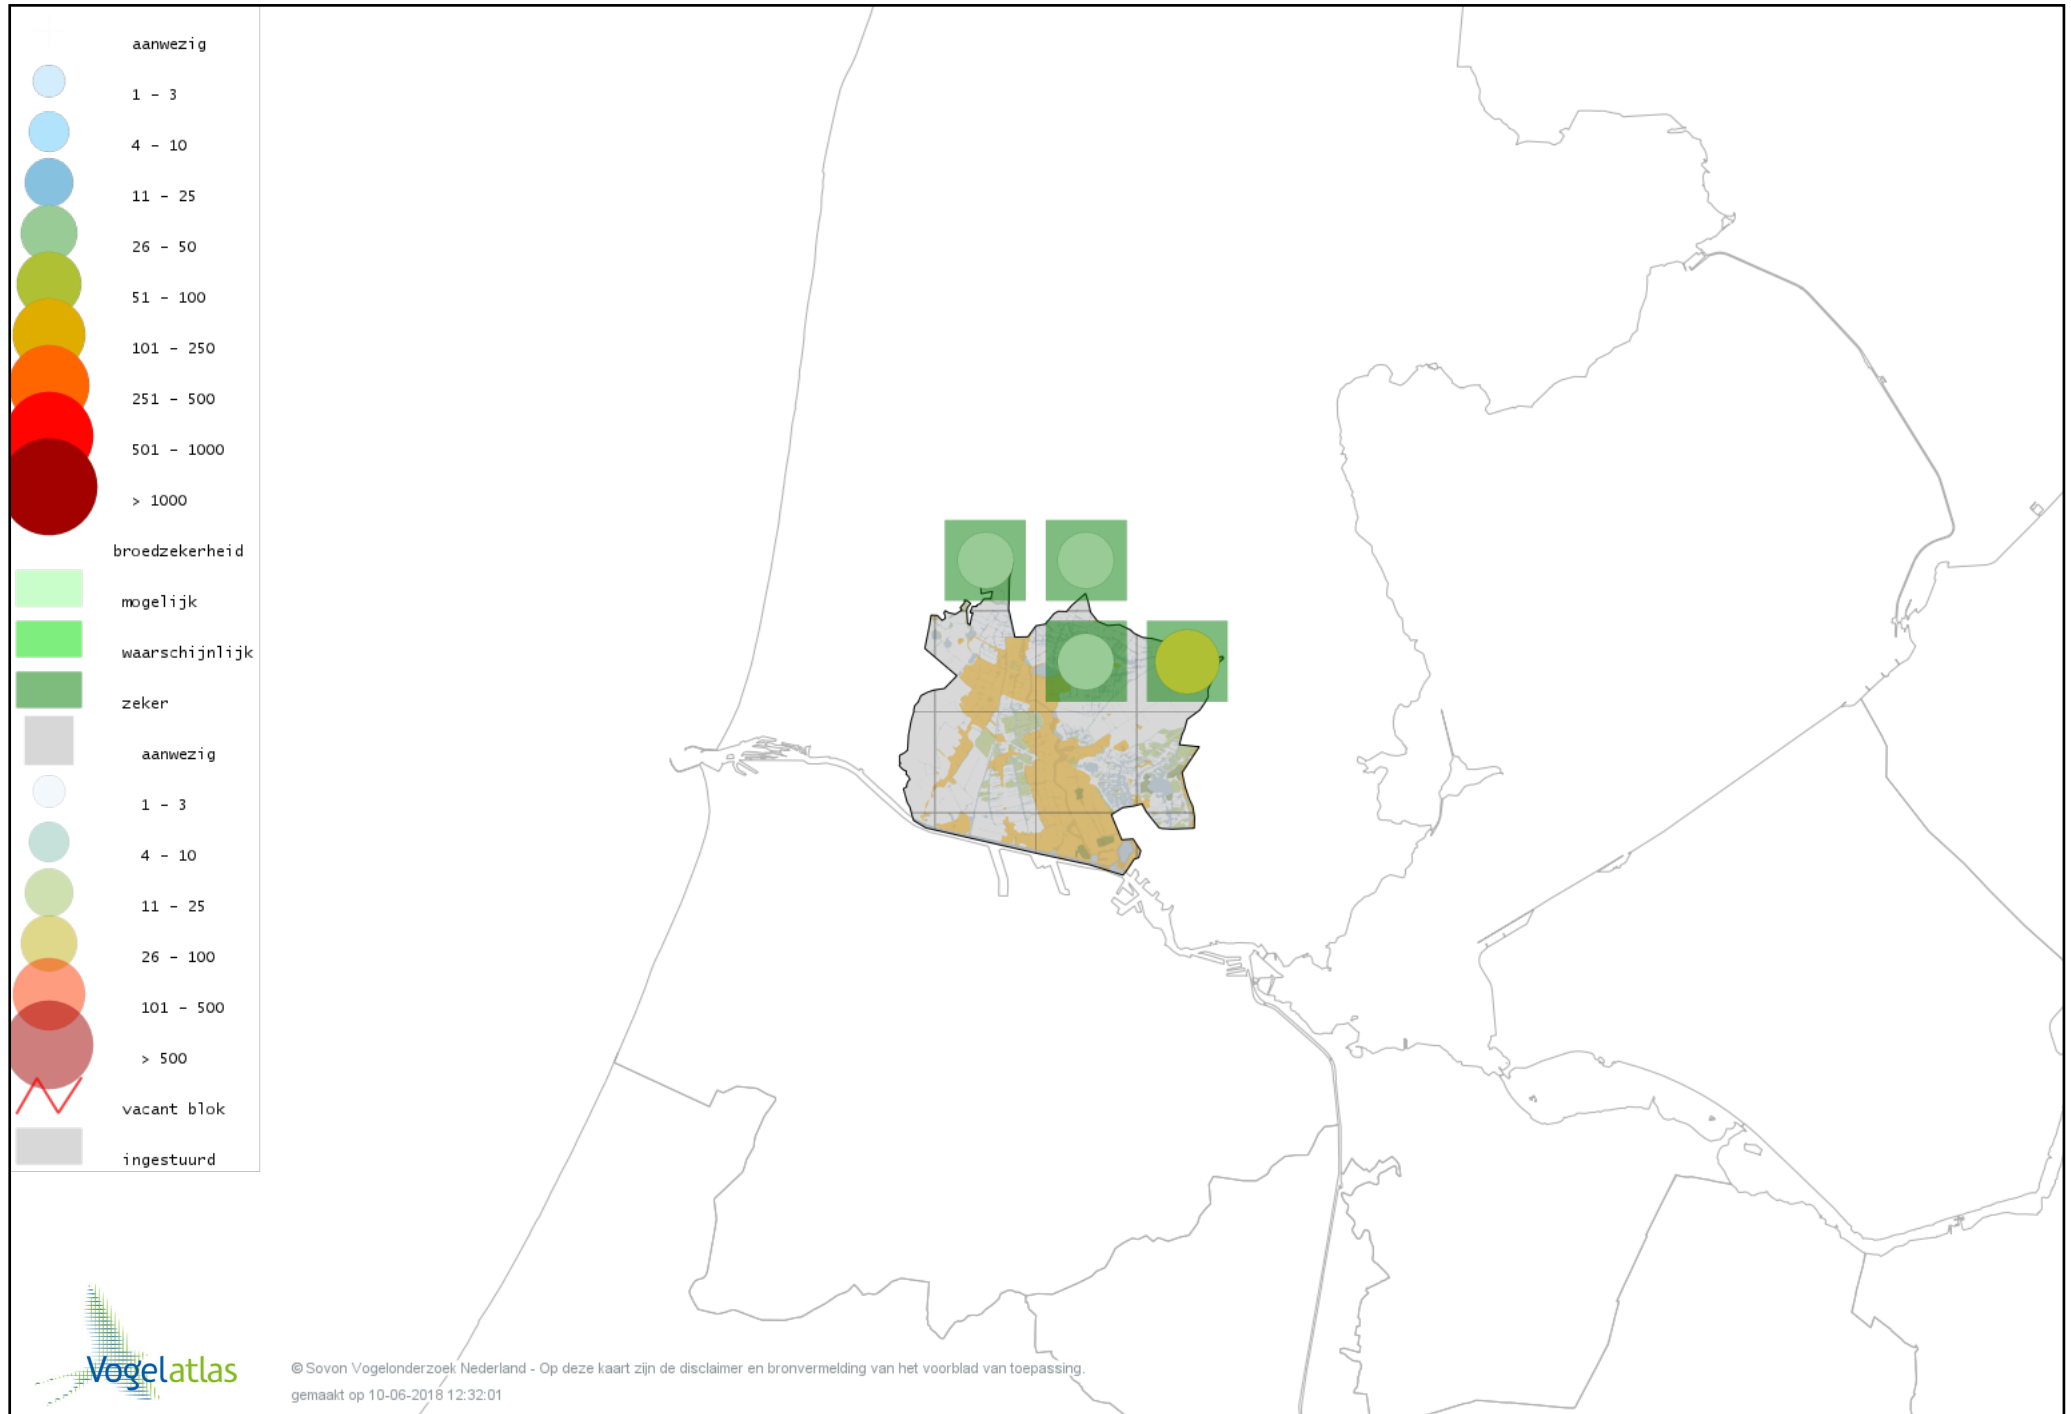 aanwezig
1 - 3
4 - 10
11 - 25
26 - 50
51 - 100
101 - 250
251 - 500
501 - 1000
> 1000
broedzekerheid
mogelijk
waarschijnlijk
zeker
aanwezig
1 - 3
4 - 10
11 - 25
26 - 100
101 - 500
> 500
vacant blok
ingestuurd
Vogelatlas
© Sovon Vogelonderzoek Nederland - Op deze kaart zijn de disclaimer en bronvermelding van het voorblad van toepassing.
gemaakt op 10-06-2018 12:32:01